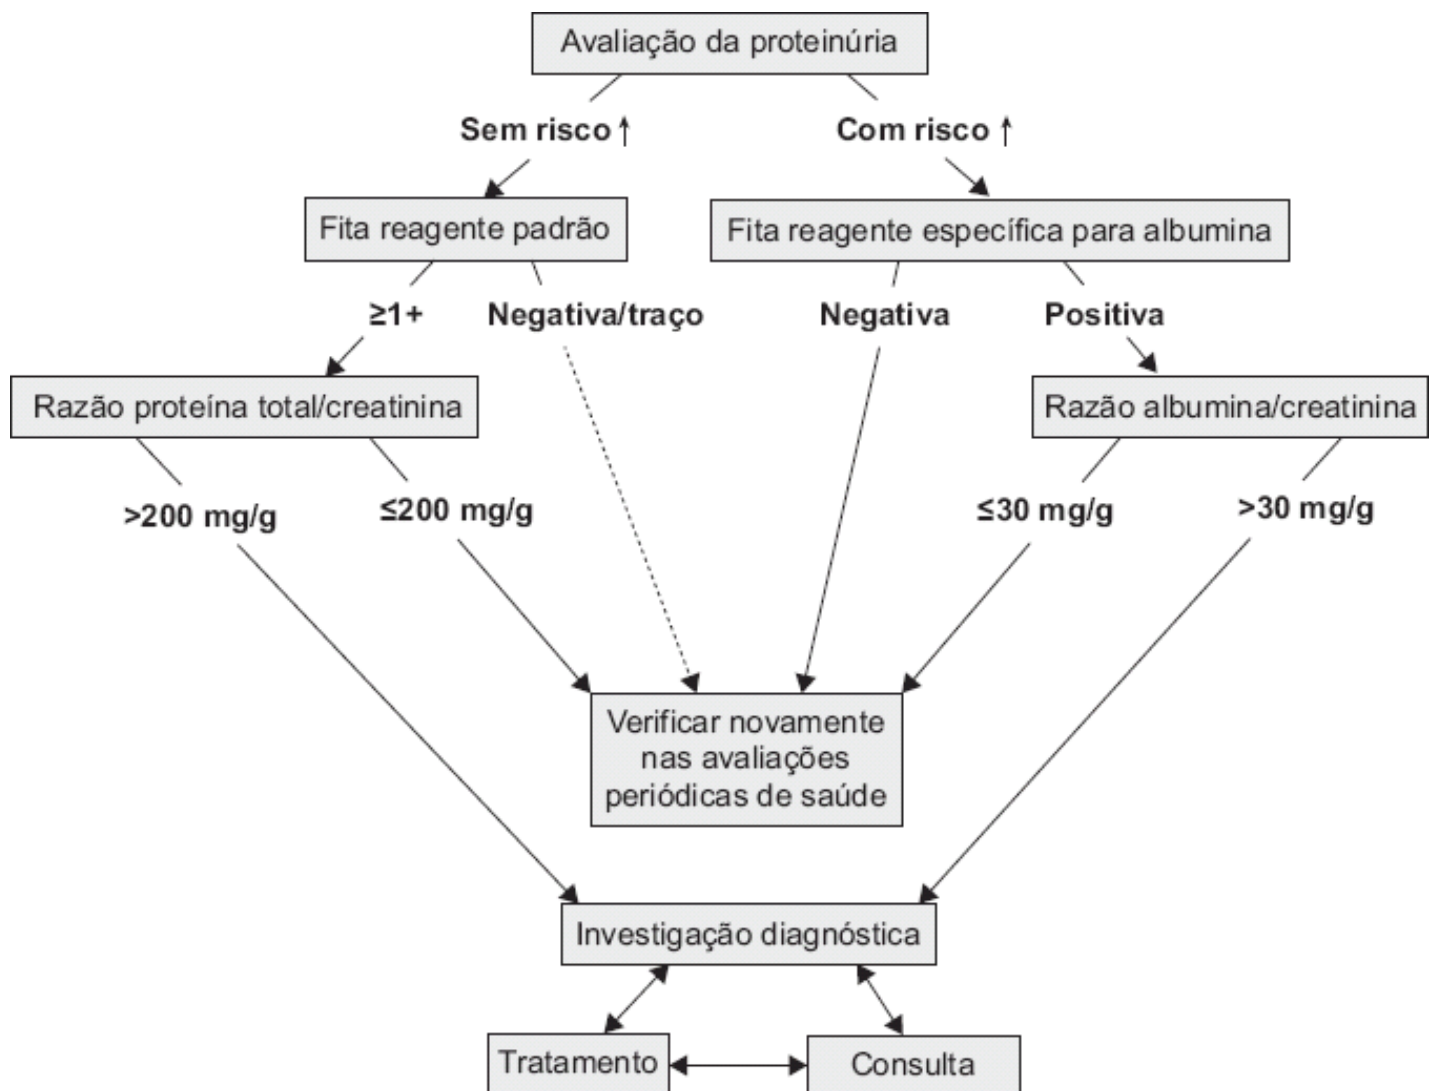 Avaliação da proteinúria
Sem risco ↑
Com risco ↑
Fita reagente padrão
Fita reagente específica para albumina
≥1+
Negativa/traço
Negativa
Positiva
Razão proteína total/creatinina
Razão albumina/creatinina
>200 mg/g
≤200 mg/g
≤30 mg/g
>30 mg/g
Verificar novamente
nas avaliações
periódicas de saúde
Investigação diagnóstica
Tratamento
Consulta